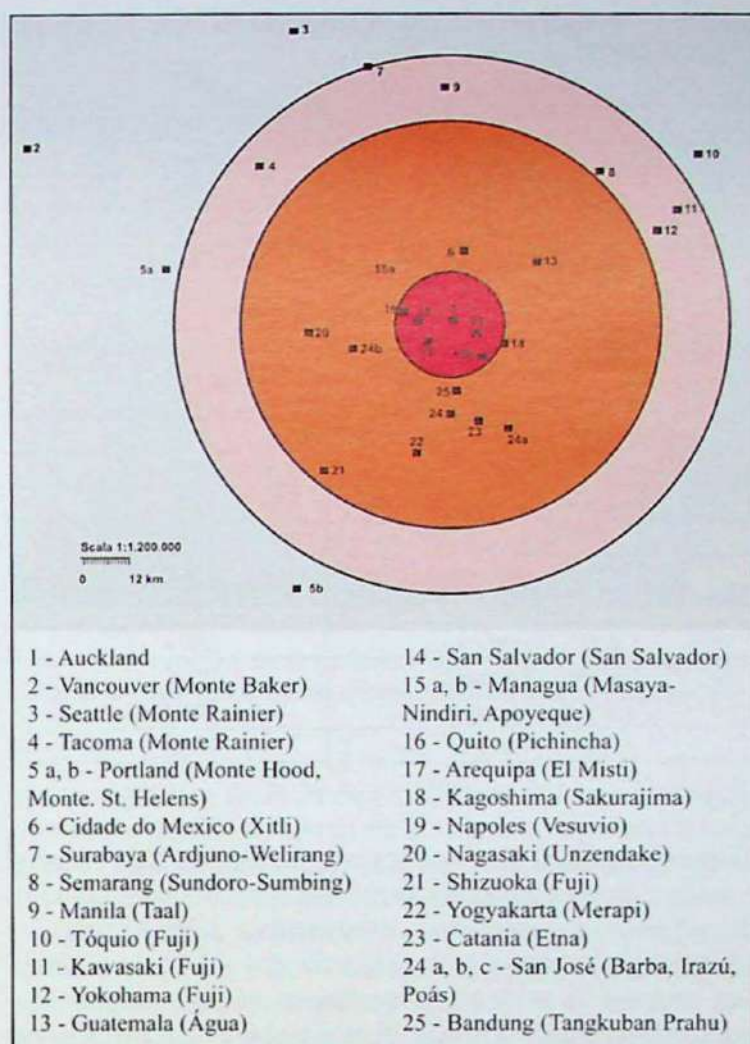 3
7
9
2
10
4
8
11
12
6
13
5a
15a
20
24b
18
25
24
23
24a
22
21
Scala 1:1.200.000
0 12 km
5b
1 - Auckland
2 - Vancouver (Monte Baker)
3 - Seattle (Monte Rainier)
4 - Tacoma (Monte Rainier)
5 a, b - Portland (Monte Hood,
Monte. St. Helens)
6 - Cidade do Mexico (Xitli)
7 - Surabaya (Ardjuno-Welirang)
8 - Semarang (Sundoro-Sumbing)
9 - Manila (Taal)
10 - Tóquio (Fuji)
11 - Kawasaki (Fuji)
12 - Yokohama (Fuji)
13 - Guatemala (Água)
14 - San Salvador (San Salvador)
15 a, b - Managua (Masaya-
Nindiri, Apoyeque)
16 - Quito (Pichincha)
17 - Arequipa (El Misti)
18 - Kagoshima (Sakurajima)
19 - Napoles (Vesuvio)
20 - Nagasaki (Unzendake)
21 - Shizuoka (Fuji)
22 - Yogyakarta (Merapi)
23 - Catania (Etna)
24 a, b, c - San José (Barba, Irazú,
Poás)
25 - Bandung (Tangkuban Prahu)